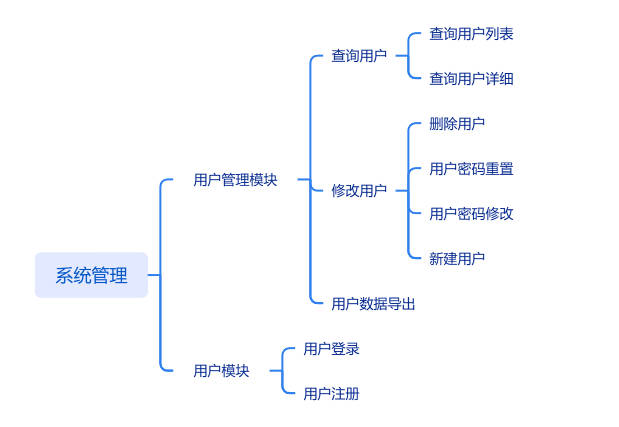 系统管理
用户管理模块
查询用户
查询用户列表
查询用户详细
修改用户
删除用户
用户密码重置
用户密码修改
新建用户
用户数据导出
用户模块
用户登录
用户注册